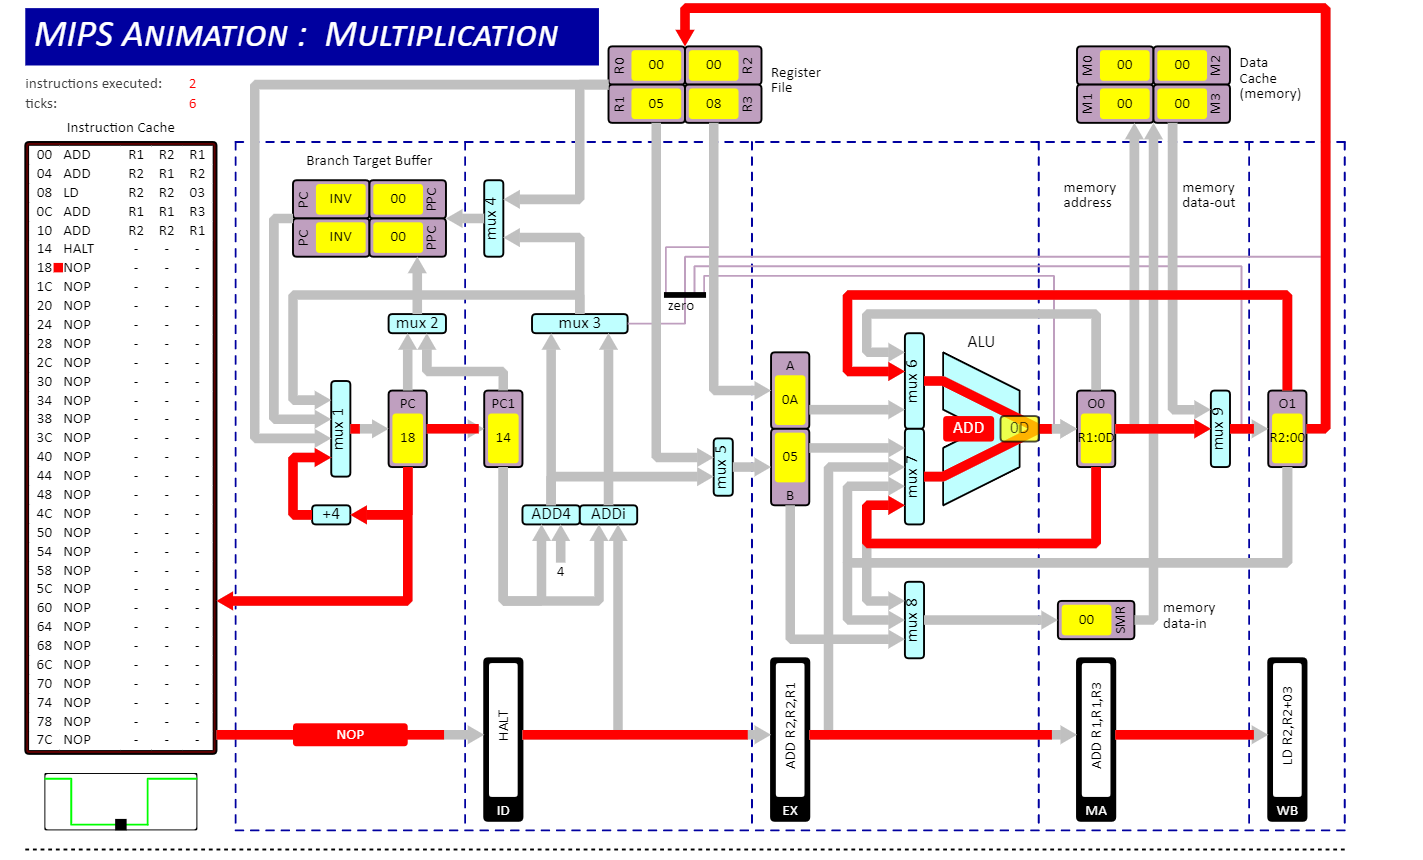 MIPS ANIMATION : MULTIPLICATION
instructions executed: 2
ticks: 6
Instruction Cache
00 ADD R1 R2 R1
04 ADD R2 R1 R2
08 LD R2 R2 03
0C ADD R1 R1 R3
10 ADD R2 R2 R1
14 HALT - - -
18 NOP - - -
1C NOP - - -
20 NOP - - -
24 NOP - - -
28 NOP - - -
2C NOP - - -
30 NOP - - -
34 NOP - - -
38 NOP - - -
3C NOP - - -
40 NOP - - -
44 NOP - - -
48 NOP - - -
4C NOP - - -
50 NOP - - -
54 NOP - - -
58 NOP - - -
5C NOP - - -
60 NOP - - -
64 NOP - - -
68 NOP - - -
6C NOP - - -
70 NOP - - -
74 NOP - - -
78 NOP - - -
7C NOP - - -
R0 00 00 R2
R1 05 08 R3
Register
File
M0 00 00 M2
M1 00 00 M3
Data
Cache
(memory)
Branch Target Buffer
PC INV 00 PPC
PC INV 00 PPC
mux 4
memory
address
memory
data-out
zero
mux 2
mux 3
ALU
mux 1
PC
18
PC1
14
mux 5
A
0A
05
B
mux 6
mux 7
ADD
0D
O0
R1:0D
mux 9
O1
R2:00
+4
ADD4
ADDi
4
mux 8
00 SMR
memory
data-in
NOP
HALT
ID
ADD R2,R2,R1
EX
ADD R1,R1,R3
MA
LD R2,R2+03
WB